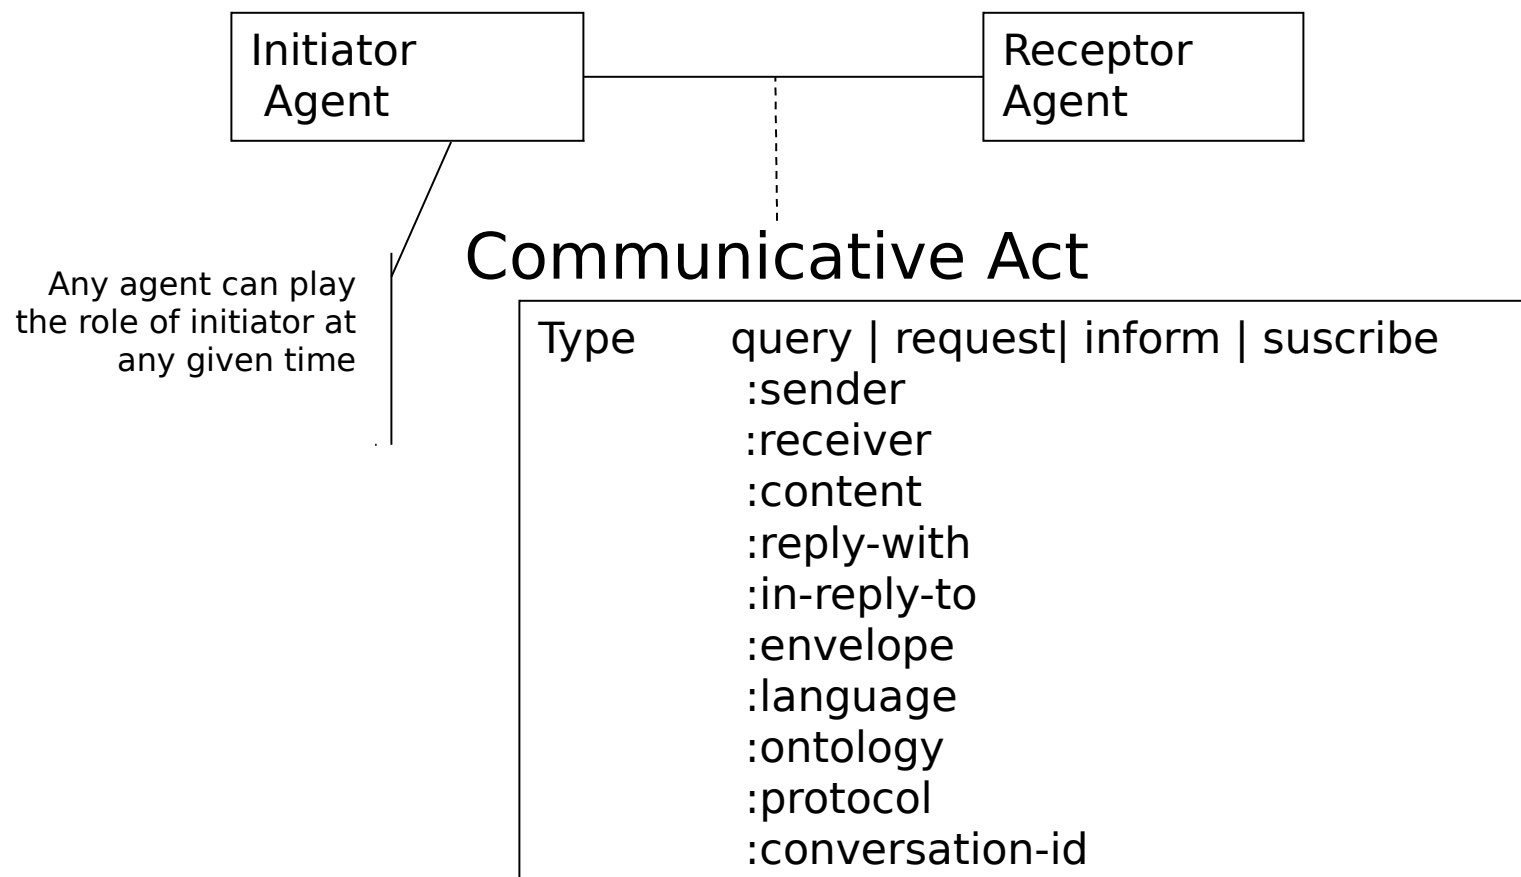 Initiator
Agent
Receptor
Agent
Any agent can play
the role of initiator at
any given time
Communicative Act
Type query | request| inform | suscribe
:sender
:receiver
:content
:reply-with
:in-reply-to
:envelope
:language
:ontology
:protocol
:conversation-id